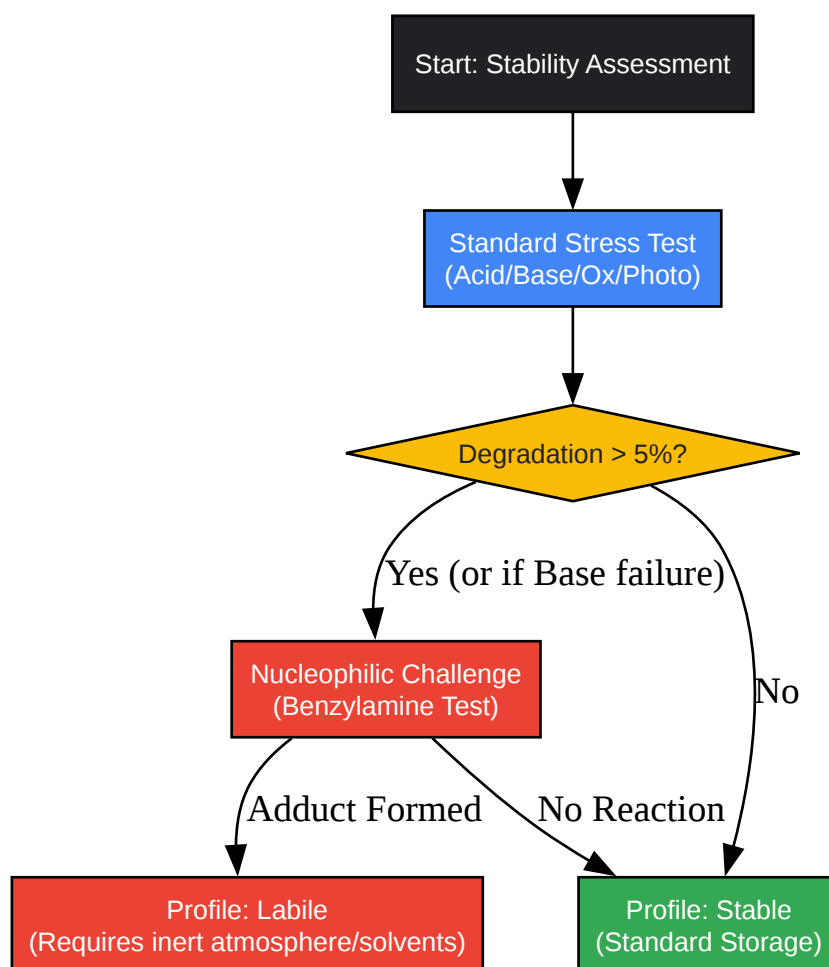 Start: Stability Assessment
Standard Stress Test
(Acid/Base/Ox/Photo)
Degradation > 5%?
Yes (or if Base failure)
Nucleophilic Challenge
(Benzylamine Test)
No
Adduct Formed
No Reaction
Profile: Labile
(Requires inert atmosphere/solvents)
Profile: Stable
(Standard Storage)